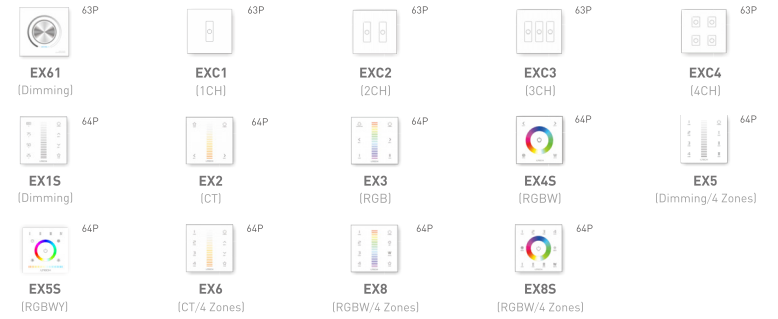 63P 63P 63P 63P 63P
EX61 EXC1 EXC2 EXC3 EXC4
(Dimming) (1CH) (2CH) (3CH) (4CH)
64P 64P 64P 64P 64P
EX1S EX2 EX3 EX4S EX5
(Dimming) (CT) (RGB) (RGBW) (Dimming/4 Zones)
64P 64P 64P 64P
EX5S EX6 EX8 EX8S
(RGBWY) (CT/4 Zones) (RGBW/4 Zones) (RGBW/4 Zones)